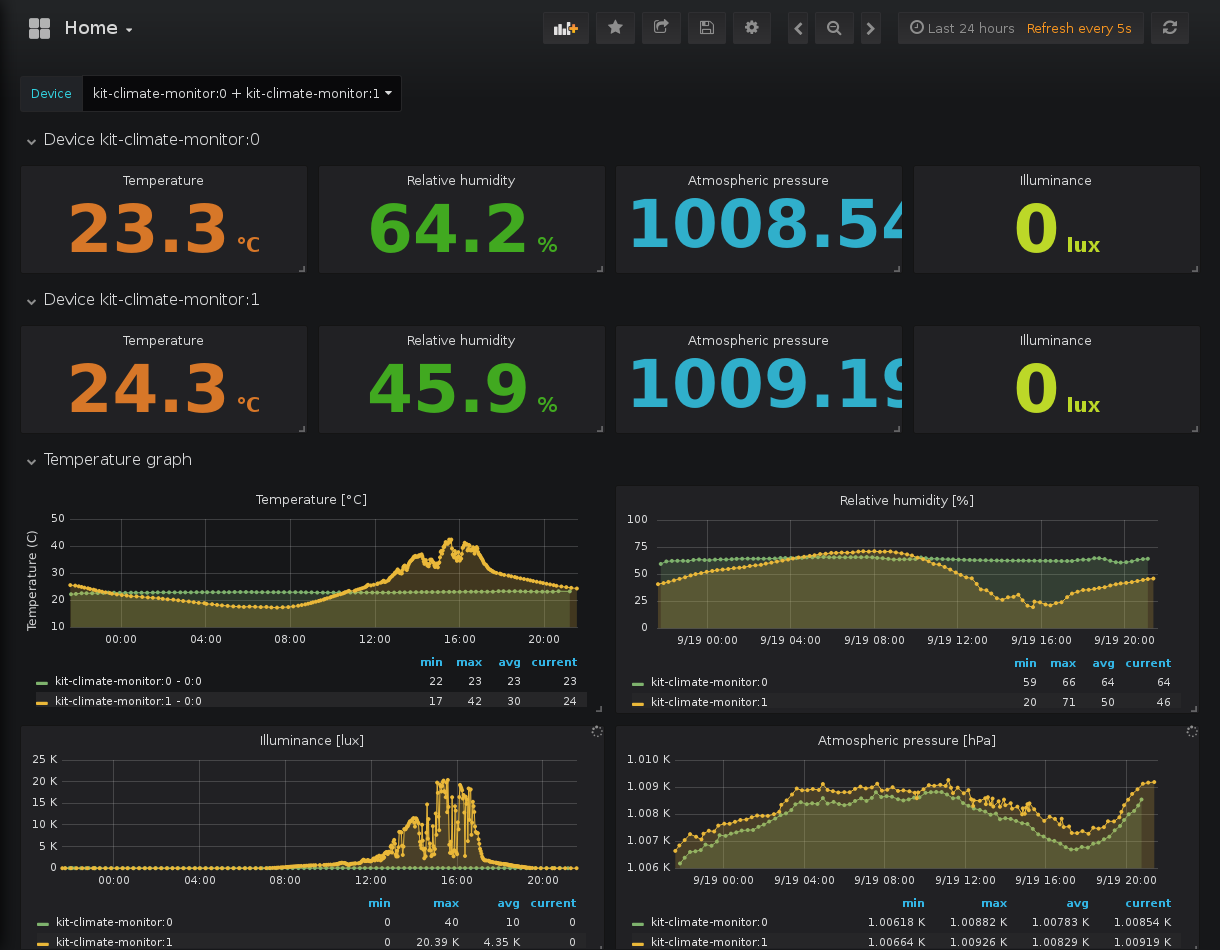 Home
Last 24 hours Refresh every 5s
Device kit-climate-monitor:0 + kit-climate-monitor:1
Device kit-climate-monitor:0
Temperature Relative humidity Atmospheric pressure Illuminance
23.3 °C 64.2 % 1008.54 0 lux
Device kit-climate-monitor:1
Temperature Relative humidity Atmospheric pressure Illuminance
24.3 °C 45.9 % 1009.19 0 lux
Temperature graph
Temperature [°C]
Temperature (C)
50
40
30
20
10
00:00 04:00 08:00 12:00 16:00 20:00
min max avg current
kit-climate-monitor:0 - 0:0 22 23 23 23
kit-climate-monitor:1 - 0:0 17 42 30 24
Relative humidity [%]
100
75
50
25
0
9/19 00:00 9/19 04:00 9/19 08:00 9/19 12:00 9/19 16:00 9/19 20:00
min max avg current
kit-climate-monitor:0 59 66 64 64
kit-climate-monitor:1 20 71 50 46
Illuminance [lux]
25 K
20 K
15 K
10 K
5 K
0
00:00 04:00 08:00 12:00 16:00 20:00
min max avg current
kit-climate-monitor:0 0 40 10 0
kit-climate-monitor:1 0 20.39 K 4.35 K 0
Atmospheric pressure [hPa]
1.010 K
1.009 K
1.008 K
1.007 K
1.006 K
9/19 00:00 9/19 04:00 9/19 08:00 9/19 12:00 9/19 16:00 9/19 20:00
min max avg current
kit-climate-monitor:0 1.00618 K 1.00882 K 1.00783 K 1.00854 K
kit-climate-monitor:1 1.00664 K 1.00926 K 1.00829 K 1.00919 K